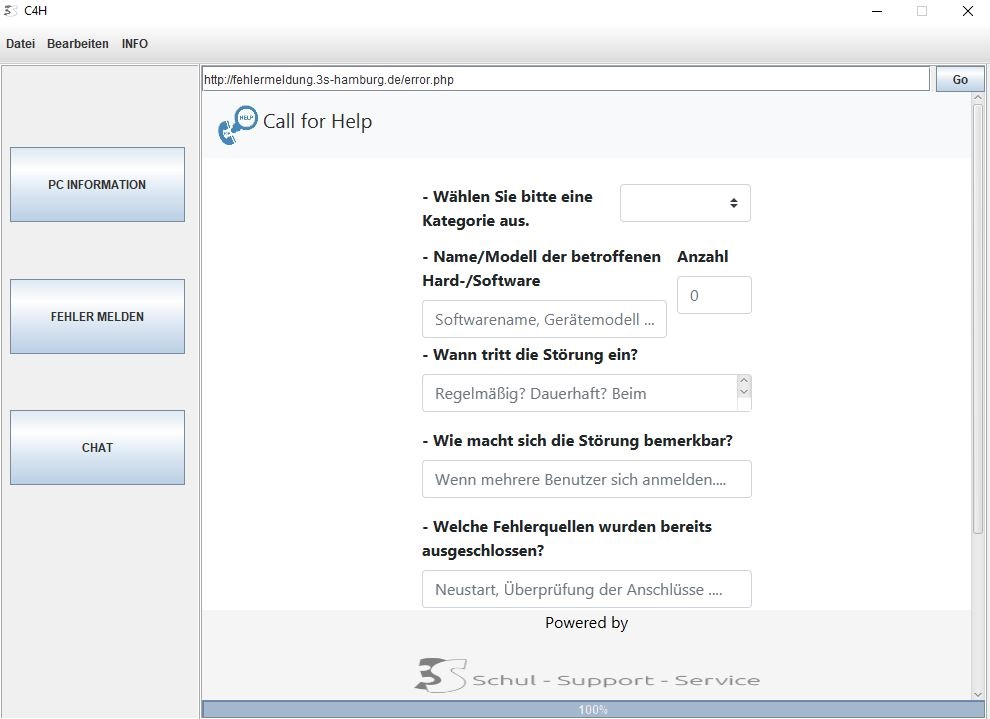 C4H
Datei Bearbeiten INFO
http://fehlermeldung.3s-hamburg.de/error.php Go
HELP
Call for Help
PC INFORMATION
FEHLER MELDEN
CHAT
- Wählen Sie bitte eine
Kategorie aus.
- Name/Modell der betroffenen
Hard-/Software
Anzahl
0
Softwarename, Gerätemodell ...
- Wann tritt die Störung ein?
Regelmäßig? Dauerhaft? Beim
- Wie macht sich die Störung bemerkbar?
Wenn mehrere Benutzer sich anmelden....
- Welche Fehlerquellen wurden bereits
ausgeschlossen?
Neustart, Überprüfung der Anschlüsse ....
Powered by
3S Schul - Support - Service
100%